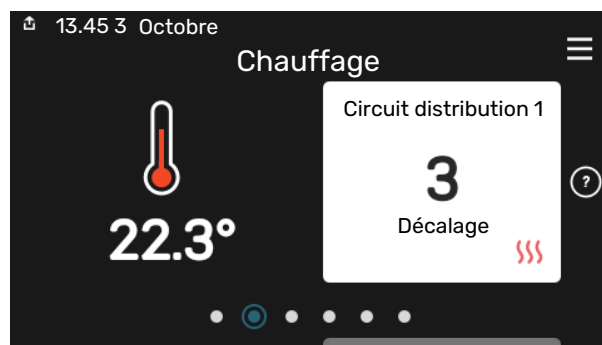 13.45 3 Octobre
Chauffage
Circuit distribution 1
3
Décalage
22.3°
?